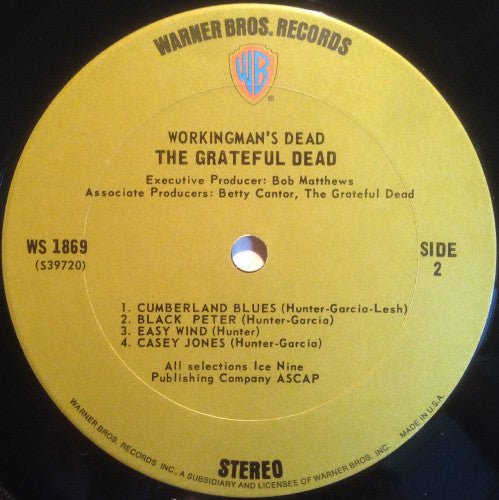 WARNER BROS. RECORDS
WB
®
WORKINGMAN'S DEAD
THE GRATEFUL DEAD
Executive Producer: Bob Matthews
Associate Producers: Betty Cantor, The Grateful Dead
WS 1869
(S39720)
SIDE
2
1. CUMBERLAND BLUES (Hunter-Garcia-Lesh)
2. BLACK PETER (Hunter-Garcia)
3. EASY WIND (Hunter)
4. CASEY JONES (Hunter-Garcia)
All selections Ice Nine
Publishing Company ASCAP
STEREO
WARNER BROS. RECORDS INC., A SUBSIDIARY AND LICENSEE OF WARNER BROS. INC. MADE IN U.S.A.